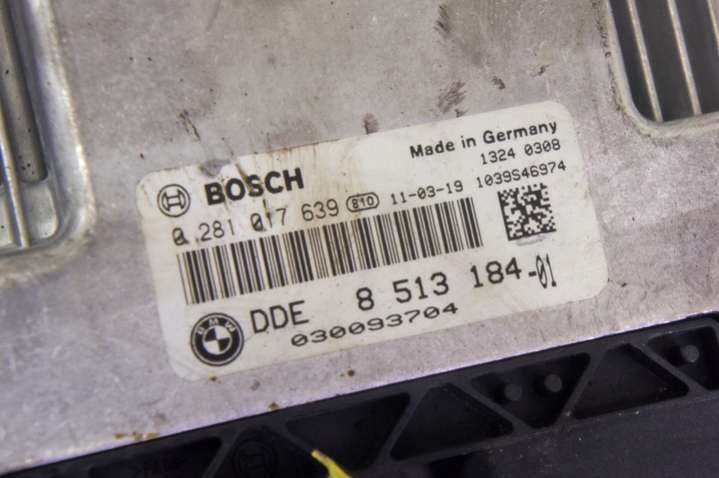 BOSCH
Made in Germany
1324 0308
0 281 017 639 810 11-03-19 1039S46974
BMW
DDE 8 513 184-01
030093704